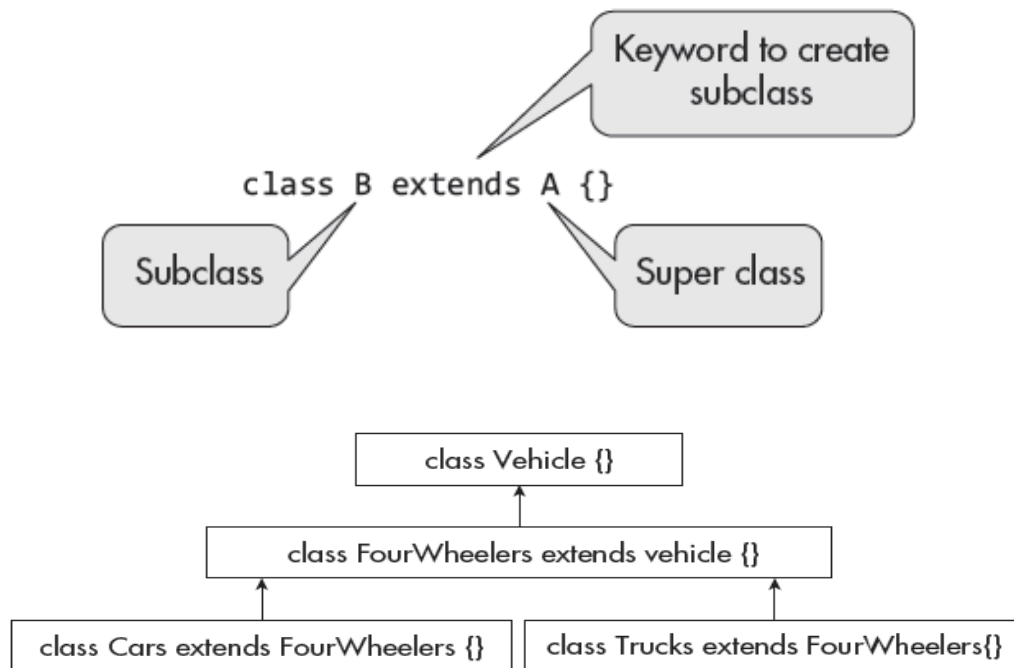 Keyword to create
subclass
class B extends A {}
Subclass
Super class
class Vehicle {}
class FourWheelers extends vehicle {}
class Cars extends FourWheelers {}
class Trucks extends FourWheelers{}